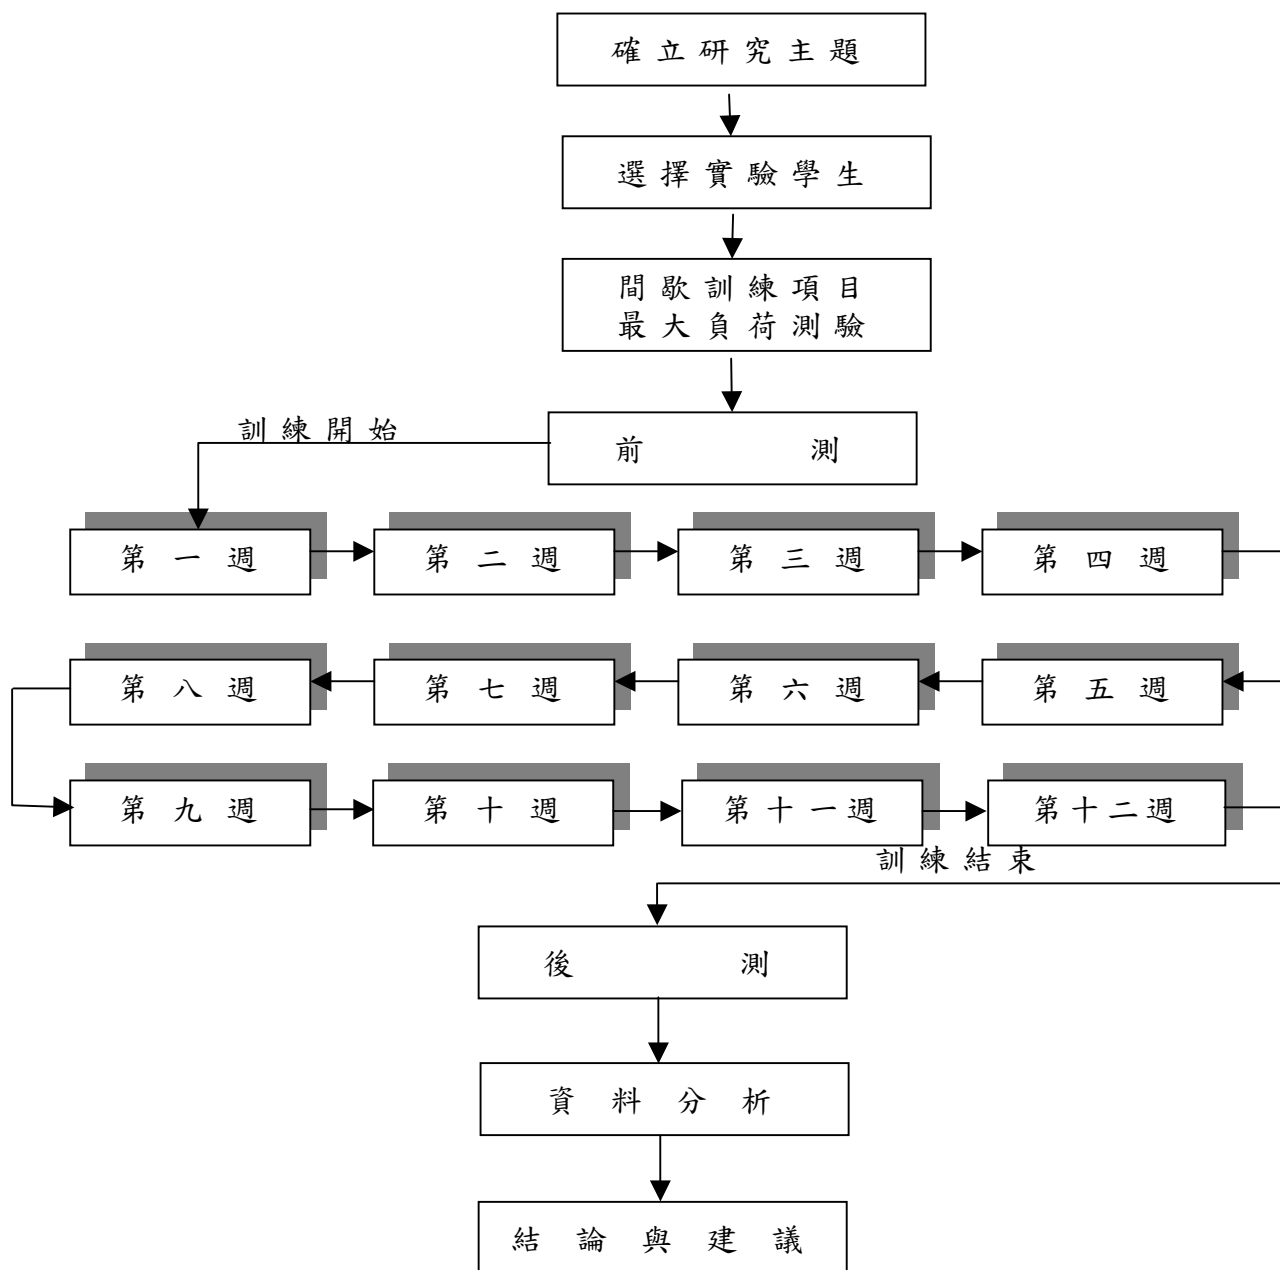 確立研究主題
選擇實驗學生
間歇訓練項目
最大負荷測驗
訓練開始
前測
第一週
第二週
第三週
第四週
第八週
第七週
第六週
第五週
第九週
第十週
第十一週
第十二週
訓練結束
後測
資料分析
結論與建議